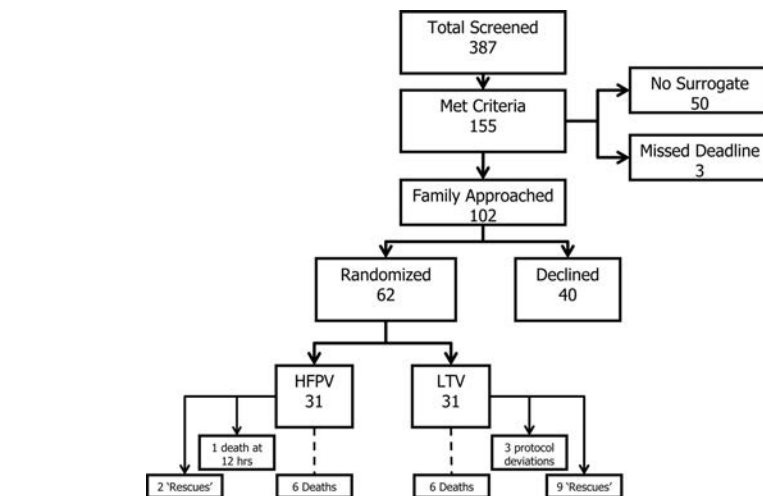 Total Screened
387
No Surrogate
50
Met Criteria
155
Missed Deadline
3
Family Approached
102
Randomized
62
Declined
40
HFPV
31
LTV
31
1 death at
12 hrs
3 protocol
deviations
2 ‘Rescues’
6 Deaths
6 Deaths
9 ‘Rescues’